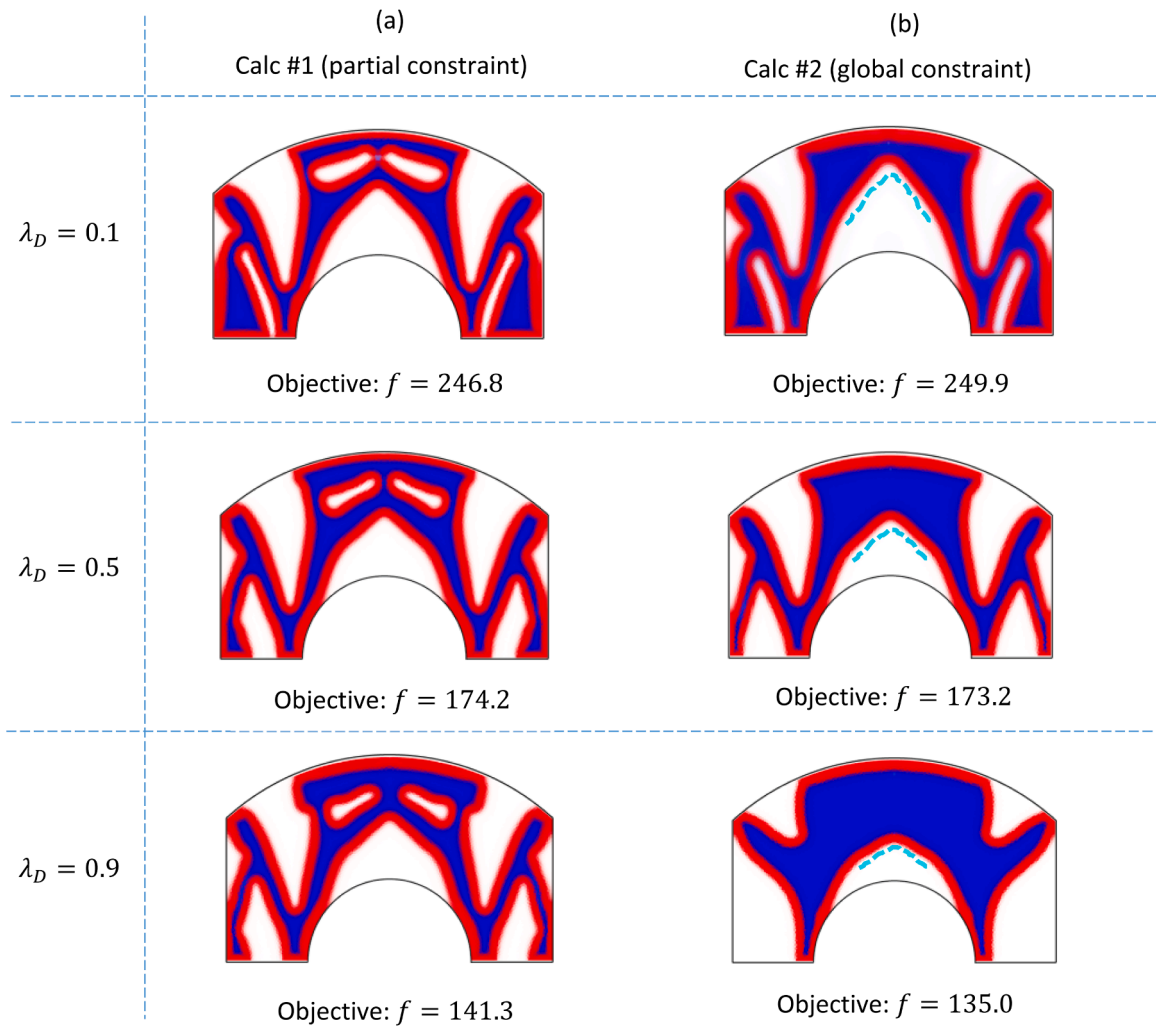 (a)
(b)
Calc #1 (partial constraint)
Calc #2 (global constraint)
λ_D = 0.1
Objective: f = 246.8
Objective: f = 249.9
λ_D = 0.5
Objective: f = 174.2
Objective: f = 173.2
λ_D = 0.9
Objective: f = 141.3
Objective: f = 135.0